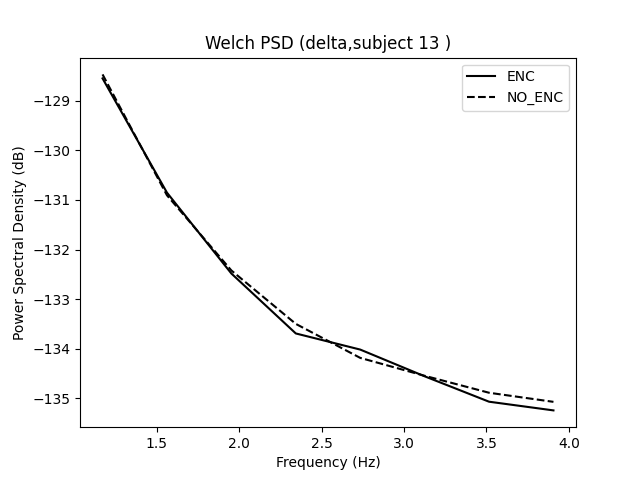 Welch PSD (delta,subject 13 )
ENC
NO_ENC
Power Spectral Density (dB)
−129
−130
−131
−132
−133
−134
−135
1.5
2.0
2.5
3.0
3.5
4.0
Frequency (Hz)